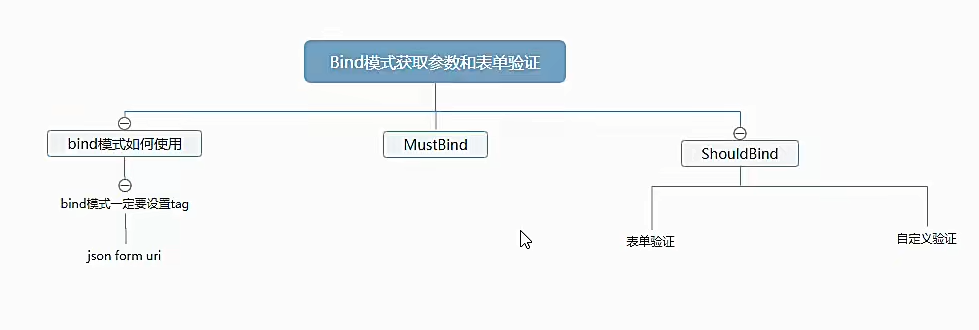 Bind模式获取参数和表单验证
bind模式如何使用
MustBind
ShouldBind
bind模式一定要设置tag
json form uri
表单验证
自定义验证